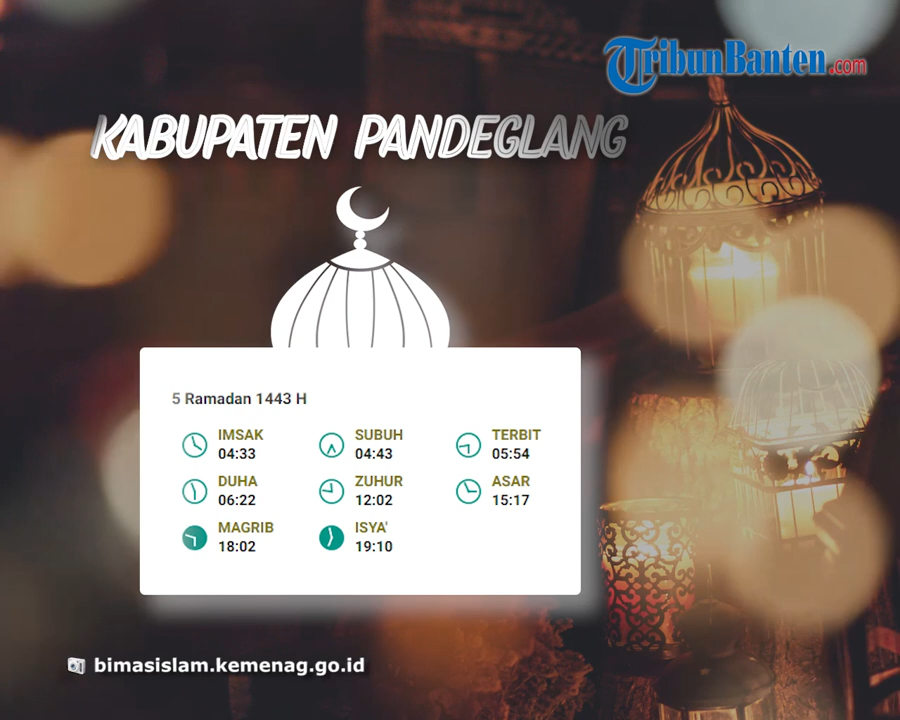 TribunBanten.com
KABUPATEN PANDEGLANG
5 Ramadan 1443 H
IMSAK
04:33
SUBUH
04:43
TERBIT
05:54
DUHA
06:22
ZUHUR
12:02
ASAR
15:17
MAGRIB
18:02
ISYA'
19:10
bimasislam.kemenag.go.id